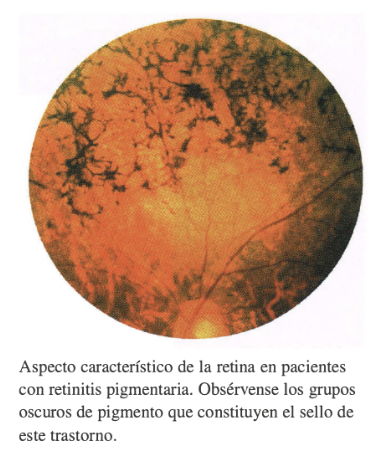 Aspecto característico de la retina en pacientes
con retinitis pigmentaria. Obsérvense los grupos
oscuros de pigmento que constituyen el sello de
este trastorno.